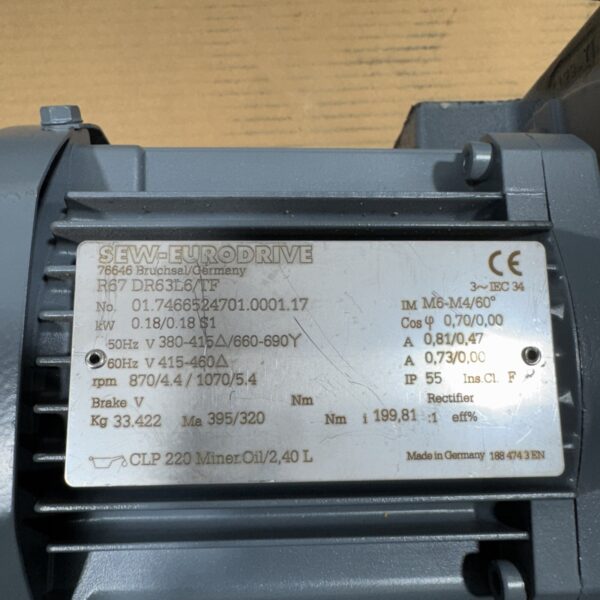 SEW-EURODRIVE
76646 Bruchsal/Germany
R67 DR63L6/TF 3~ IEC 34
No. 01.7466524701.0001.17 IM M6-M4/60°
kW 0.18/0.18 S1 Cos φ 0,70/0,00
50Hz V 380-415△/660-690Y A 0,81/0,47
60Hz V 415-460△ A 0,73/0,00
rpm 870/4.4 / 1070/5.4 IP 55 Ins.Cl. F
Brake V Nm Rectifier
Kg 33.422 Ma 395/320 Nm i 199,81 :1 eff%
CLP 220 Miner.Oil/2,40 L Made in Germany 188 474 3 EN
CE